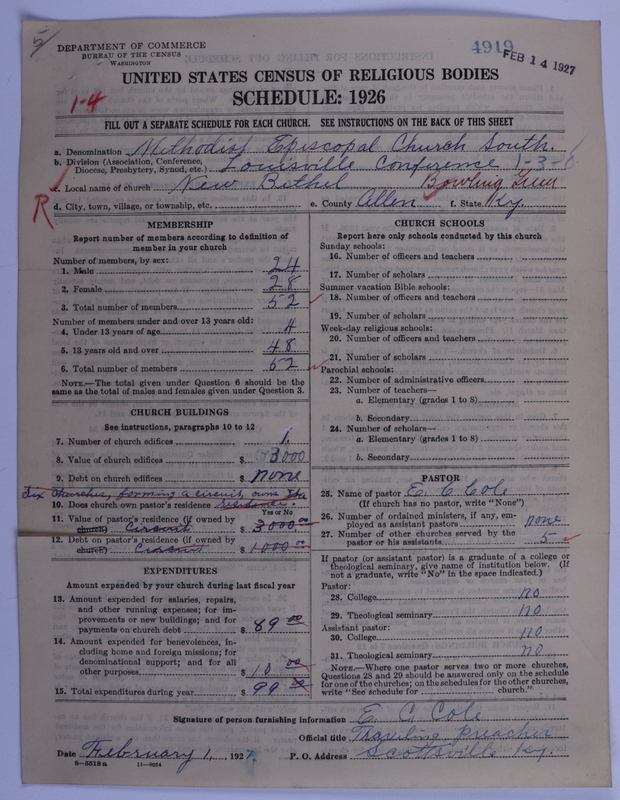 5
DEPARTMENT OF COMMERCE
BUREAU OF THE CENSUS
WASHINGTON
4919
FEB 14 1927
1-4
UNITED STATES CENSUS OF RELIGIOUS BODIES
SCHEDULE: 1926
FILL OUT A SEPARATE SCHEDULE FOR EACH CHURCH. SEE INSTRUCTIONS ON THE BACK OF THIS SHEET
a. Denomination Methodist Episcopal Church South.
b. Division (Association, Conference, Diocese, Presbytery, Synod, etc.) Louisville Conference 1-3-6
c. Local name of church New Bethel Bowling Green
R
d. City, town, village, or township, etc. e. County Allen f. State Ky.
MEMBERSHIP
Report number of members according to definition of member in your church
Number of members, by sex:
1. Male 24
2. Female 28
3. Total number of members 52
Number of members under and over 13 years old:
4. Under 13 years of age 4
5. 13 years old and over 48
6. Total number of members 52
NOTE.—The total given under Question 6 should be the same as the total of males and females given under Question 3.
CHURCH BUILDINGS
See instructions, paragraphs 10 to 12
7. Number of church edifices 1
8. Value of church edifices $ 3000
9. Debt on church edifices $ none
Six Churches, forming a circuit, owns the
10. Does church own pastor's residence residence.
Yes or No
11. Value of pastor's residence (if owned by church) Circuit $ 3000.00
12. Debt on pastor's residence (if owned by church) Circuit $ 1000.00
EXPENDITURES
Amount expended by your church during last fiscal year
13. Amount expended for salaries, repairs, and other running expenses; for improvements or new buildings; and for payments on church debt $ 89.00
14. Amount expended for benevolences, including home and foreign missions; for denominational support; and for all other purposes $ 10.00
15. Total expenditures during year $ 99.00
CHURCH SCHOOLS
Report here only schools conducted by this church
Sunday schools:
16. Number of officers and teachers
17. Number of scholars
Summer vacation Bible schools:
18. Number of officers and teachers
19. Number of scholars
Week-day religious schools:
20. Number of officers and teachers
21. Number of scholars
Parochial schools:
22. Number of administrative officers
23. Number of teachers—
a. Elementary (grades 1 to 8)
b. Secondary
24. Number of scholars—
a. Elementary (grades 1 to 8)
b. Secondary
PASTOR
25. Name of pastor E. C. Cole
(If church has no pastor, write "None")
26. Number of ordained ministers, if any, employed as assistant pastors none
27. Number of other churches served by the pastor or his assistants 5
If pastor (or assistant pastor) is a graduate of a college or theological seminary, give name of institution below. (If not a graduate, write "No" in the space indicated.)
Pastor:
28. College no
29. Theological seminary no
Assistant pastor:
30. College no
31. Theological seminary no
NOTE.—Where one pastor serves two or more churches, Questions 28 and 29 should be answered only on the schedule for one of the churches; on the schedules for the other churches, write "See schedule for church."
Signature of person furnishing information E. C. Cole
Official title Traveling Preacher
Date February 1, 1927. P. O. Address Scottsville Ky.
8-5518a 11-9054